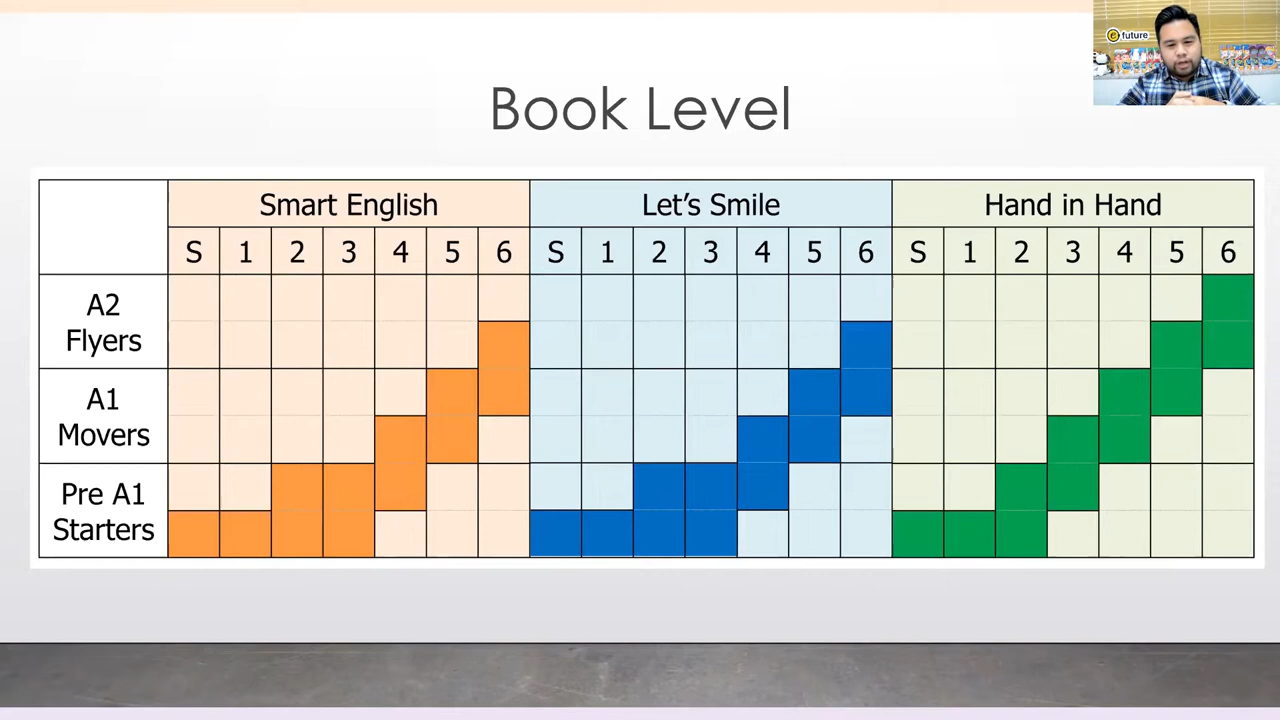 e future
Book Level
Smart English Let's Smile Hand in Hand
S 1 2 3 4 5 6 S 1 2 3 4 5 6 S 1 2 3 4 5 6
A2
Flyers
A1
Movers
Pre A1
Starters